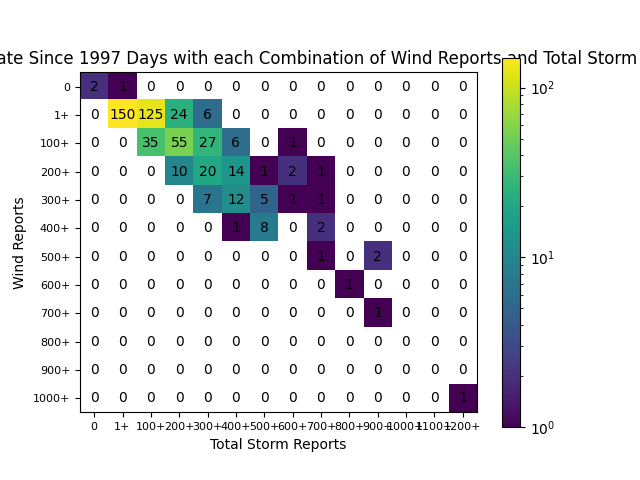 ate Since 1997 Days with each Combination of Wind Reports and Total Storm
0 2 1 0 0 0 0 0 0 0 0 0 0 0 0
1+ 0 150 125 24 6 0 0 0 0 0 0 0 0 0
100+ 0 0 35 55 27 6 0 1 0 0 0 0 0 0
200+ 0 0 0 10 20 14 1 2 1 0 0 0 0 0
300+ 0 0 0 0 7 12 5 1 1 0 0 0 0 0
400+ 0 0 0 0 0 1 8 0 2 0 0 0 0 0
500+ 0 0 0 0 0 0 0 0 1 0 2 0 0 0
600+ 0 0 0 0 0 0 0 0 0 1 0 0 0 0
700+ 0 0 0 0 0 0 0 0 0 0 1 0 0 0
800+ 0 0 0 0 0 0 0 0 0 0 0 0 0 0
900+ 0 0 0 0 0 0 0 0 0 0 0 0 0 0
1000+ 0 0 0 0 0 0 0 0 0 0 0 0 0 1
0 1+ 100+ 200+ 300+ 400+ 500+ 600+ 700+ 800+ 900+ 1000+ 1100+ 1200+
Total Storm Reports
Wind Reports
10²
10¹
10⁰